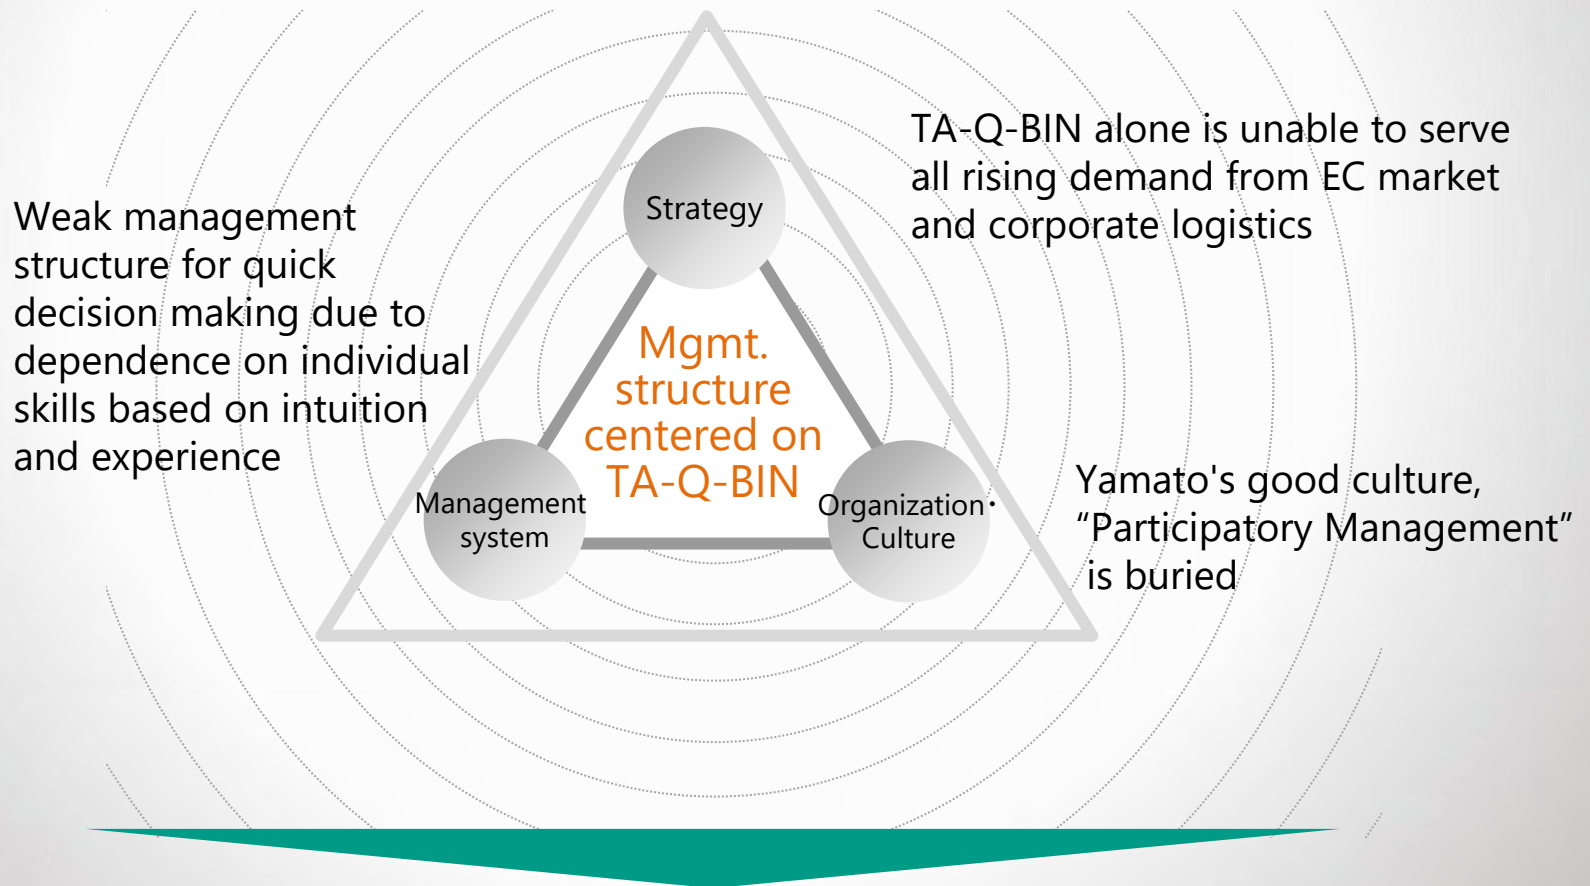 TA-Q-BIN alone is unable to serve
all rising demand from EC market
and corporate logistics
Weak management
structure for quick
decision making due to
dependence on individual
skills based on intuition
and experience
Strategy
Mgmt.
structure
centered on
TA-Q-BIN
Management
system
Organization・
Culture
Yamato's good culture,
“Participatory Management”
is buried